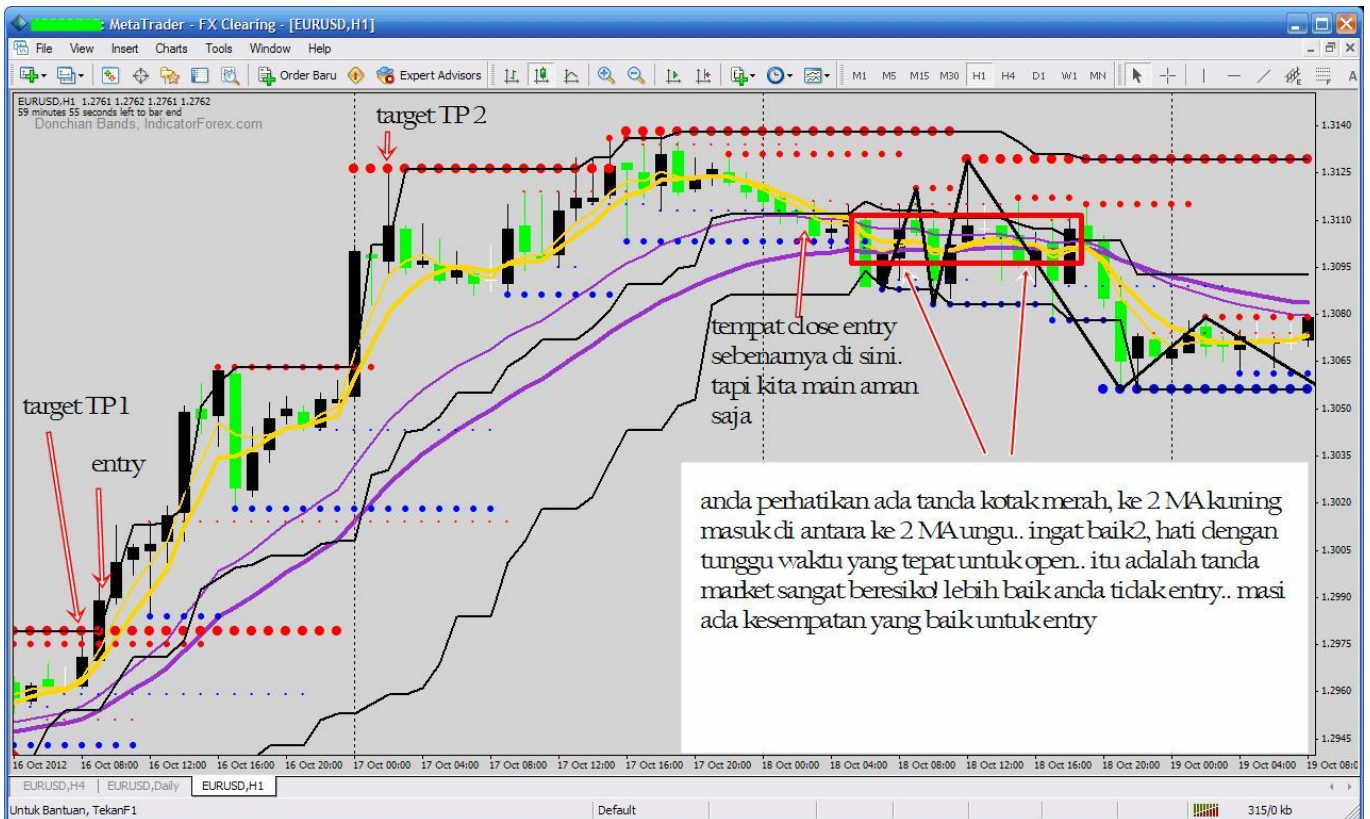 : MetaTrader - FX Clearing - [EURUSD,H1]
File View Insert Charts Tools Window Help
Order Baru Expert Advisors M1 M5 M15 M30 H1 H4 D1 W1 MN E F A
EURUSD,H1 1.2761 1.2762 1.2761 1.2762
59 minutes 55 seconds left to bar end
Donchian Bands, IndicatorForex.com
target TP 2
target TP1
entry
tempat close entry
sebenarnya di sini.
tapi kita main aman
saja
anda perhatikan ada tanda kotak merah, ke 2 MA kuning
masuk di antara ke 2 MA ungu.. ingat baik2, hati dengan
tunggu waktu yang tepat untuk open.. itu adalah tanda
market sangat beresiko! lebih baik anda tidak entry.. masi
ada kesempatan yang baik untuk entry
1.3140
1.3125
1.3110
1.3095
1.3080
1.3065
1.3050
1.3035
1.3020
1.3005
1.2990
1.2975
1.2960
1.2945
16 Oct 2012 16 Oct 08:00 16 Oct 12:00 16 Oct 16:00 16 Oct 20:00 17 Oct 00:00 17 Oct 04:00 17 Oct 08:00 17 Oct 12:00 17 Oct 16:00 17 Oct 20:00 18 Oct 00:00 18 Oct 04:00 18 Oct 08:00 18 Oct 12:00 18 Oct 16:00 18 Oct 20:00 19 Oct 00:00 19 Oct 04:00 19 Oct 08:0
EURUSD,H4 EURUSD,Daily EURUSD,H1
Untuk Bantuan, TekanF1 Default 315/0 kb